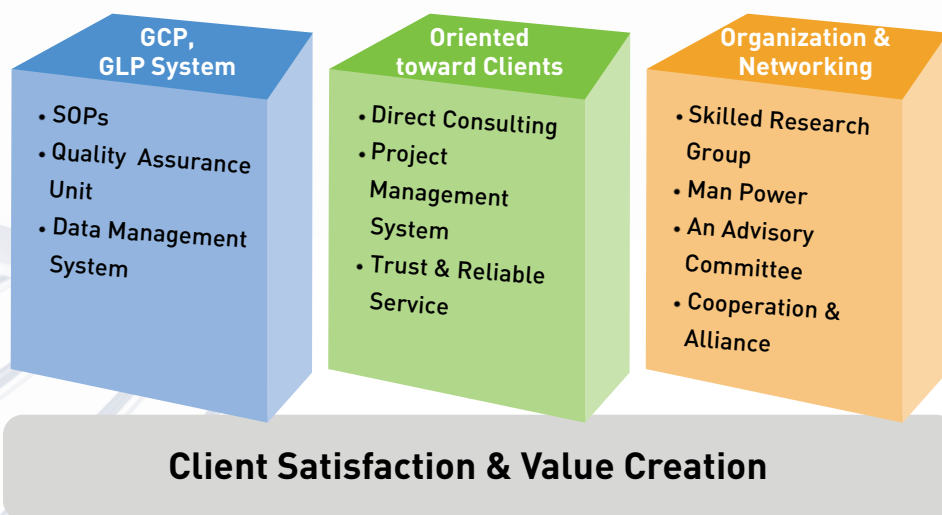 GCP,
GLP System
• SOPs
• Quality Assurance
Unit
• Data Management
System
Oriented
toward Clients
• Direct Consulting
• Project
Management
System
• Trust & Reliable
Service
Organization &
Networking
• Skilled Research
Group
• Man Power
• An Advisory
Committee
• Cooperation &
Alliance
Client Satisfaction & Value Creation